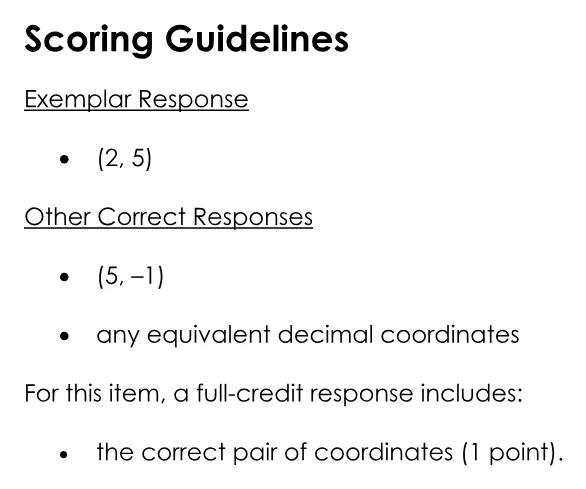 Scoring Guidelines
Exemplar Response
• (2, 5)
Other Correct Responses
• (5, –1)
• any equivalent decimal coordinates
For this item, a full-credit response includes:
• the correct pair of coordinates (1 point).